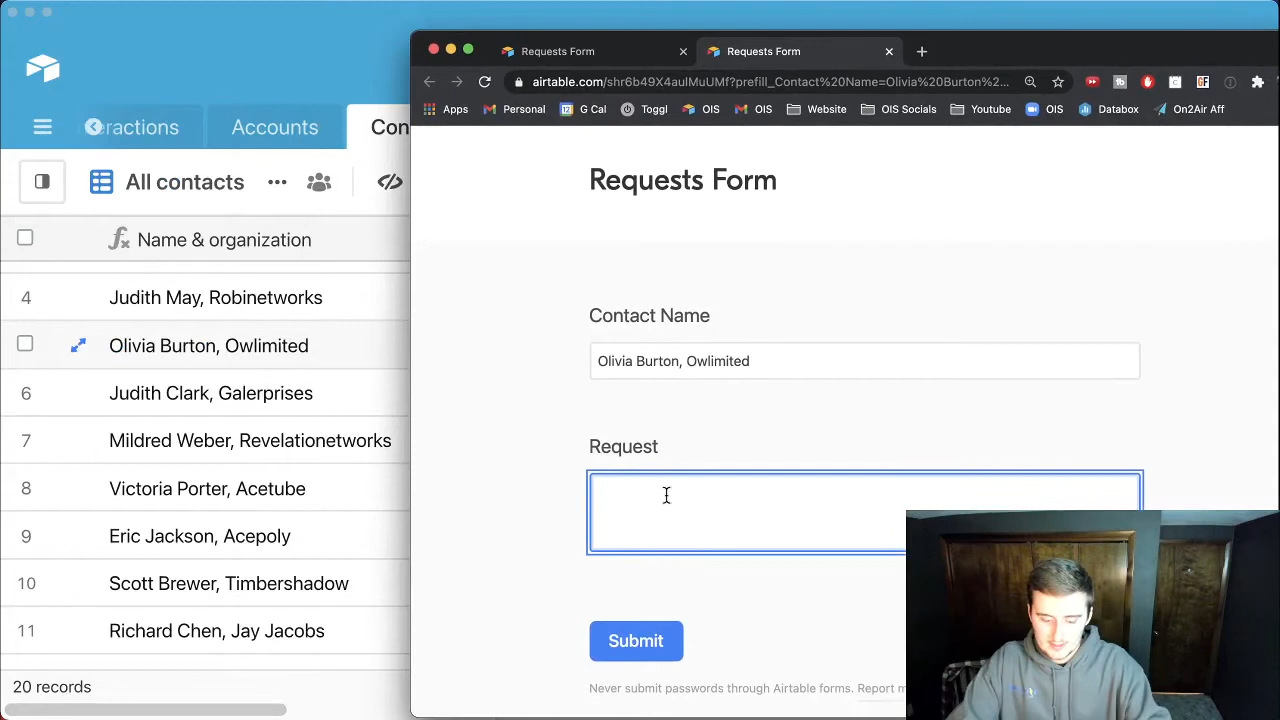 eractions
Accounts
Con
All contacts
Name & organization
4 Judith May, Robinetworks
Olivia Burton, Owlimited
6 Judith Clark, Galerprises
7 Mildred Weber, Revelationetworks
8 Victoria Porter, Acetube
9 Eric Jackson, Acepoly
10 Scott Brewer, Timbershadow
11 Richard Chen, Jay Jacobs
20 records
Requests Form
Requests Form
airtable.com/shr6b49X4aulMuUMf?prefill_Contact%20Name=Olivia%20Burton%2...
Apps Personal G Cal Toggl OIS OIS Website OIS Socials Youtube OIS Databox On2Air Aff
Requests Form
Contact Name
Olivia Burton, Owlimited
Request
Submit
Never submit passwords through Airtable forms. Report m